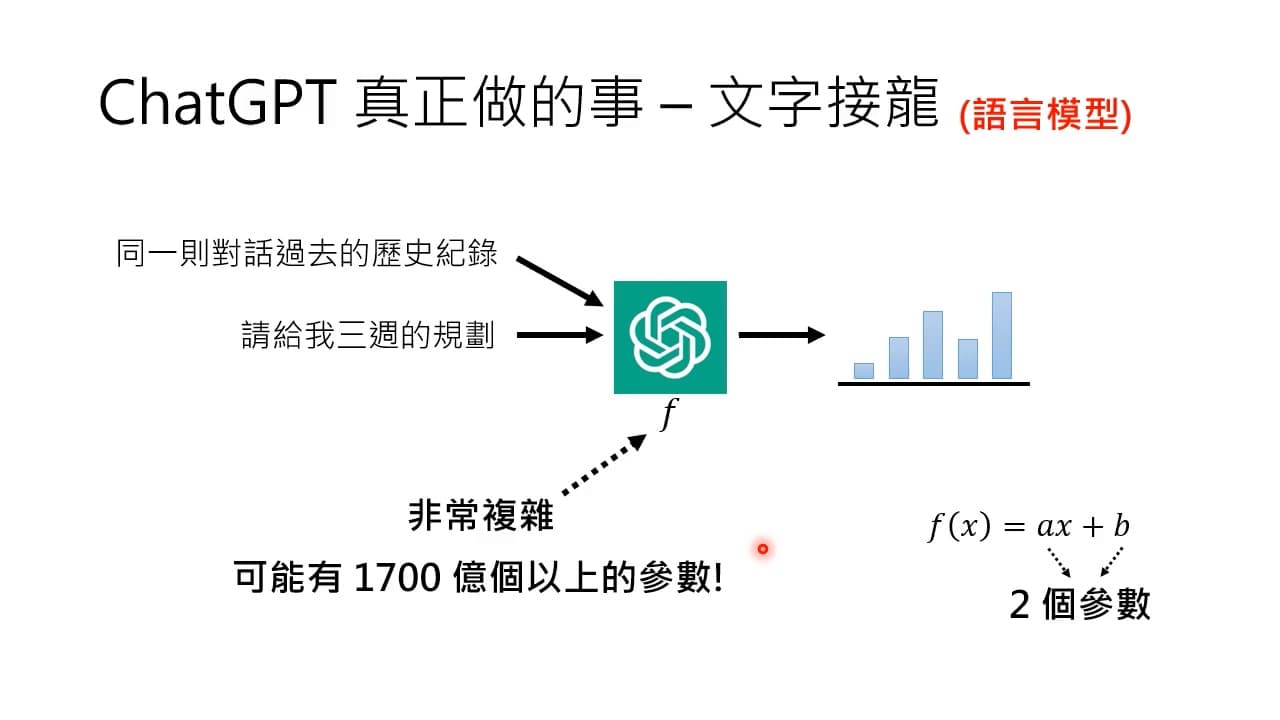 ChatGPT 真正做的事 – 文字接龍 (語言模型)
同一則對話過去的歷史紀錄
請給我三週的規劃
f
非常複雜
可能有 1700 億個以上的參數!
f(x) = ax + b
2 個參數